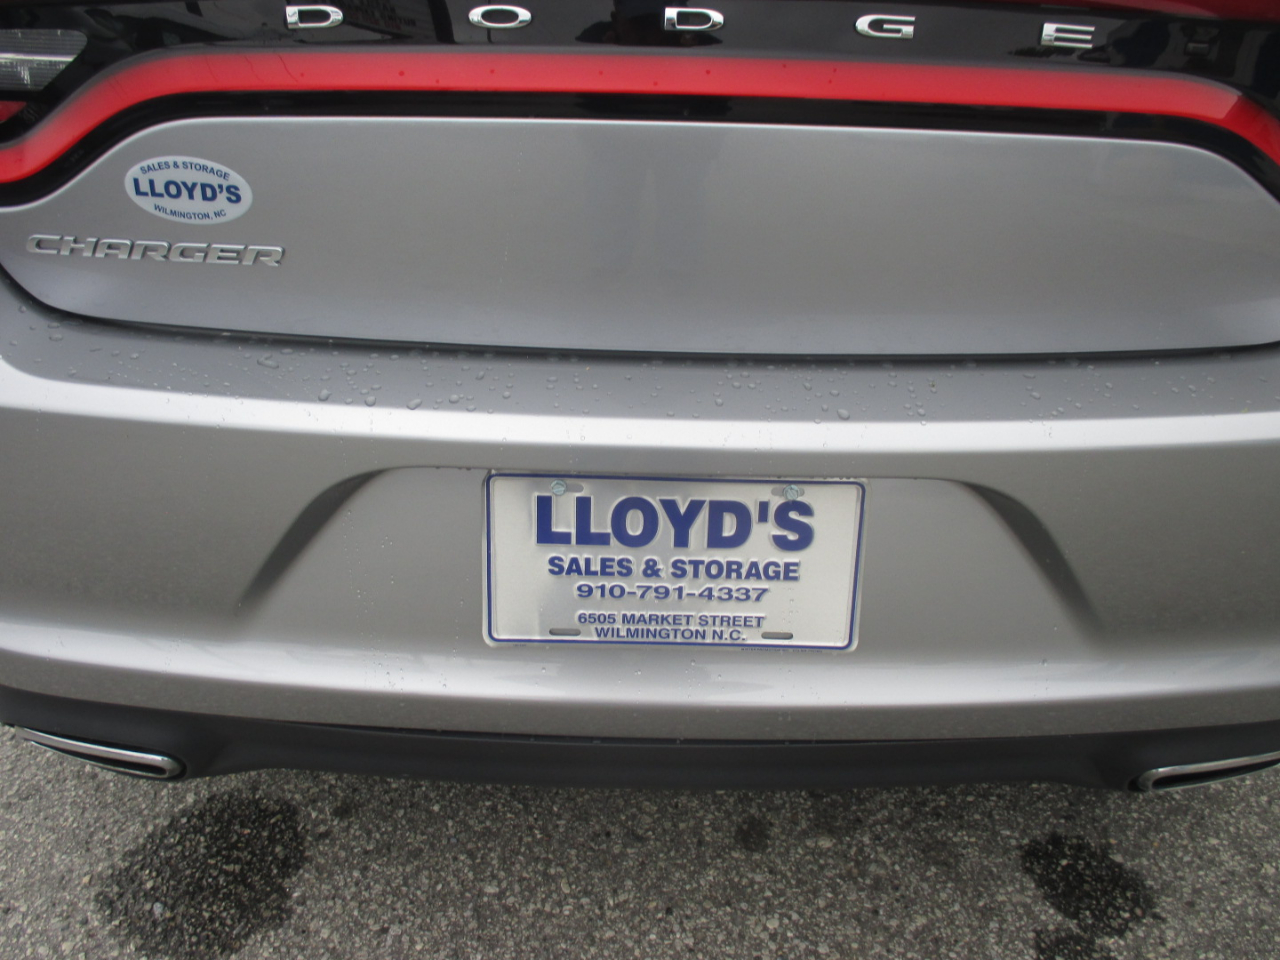 DODGE
SALES & STORAGE
LLOYD'S
WILMINGTON, NC
CHARGER
LLOYD'S
SALES & STORAGE
910-791-4337
6505 MARKET STREET
WILMINGTON N.C.